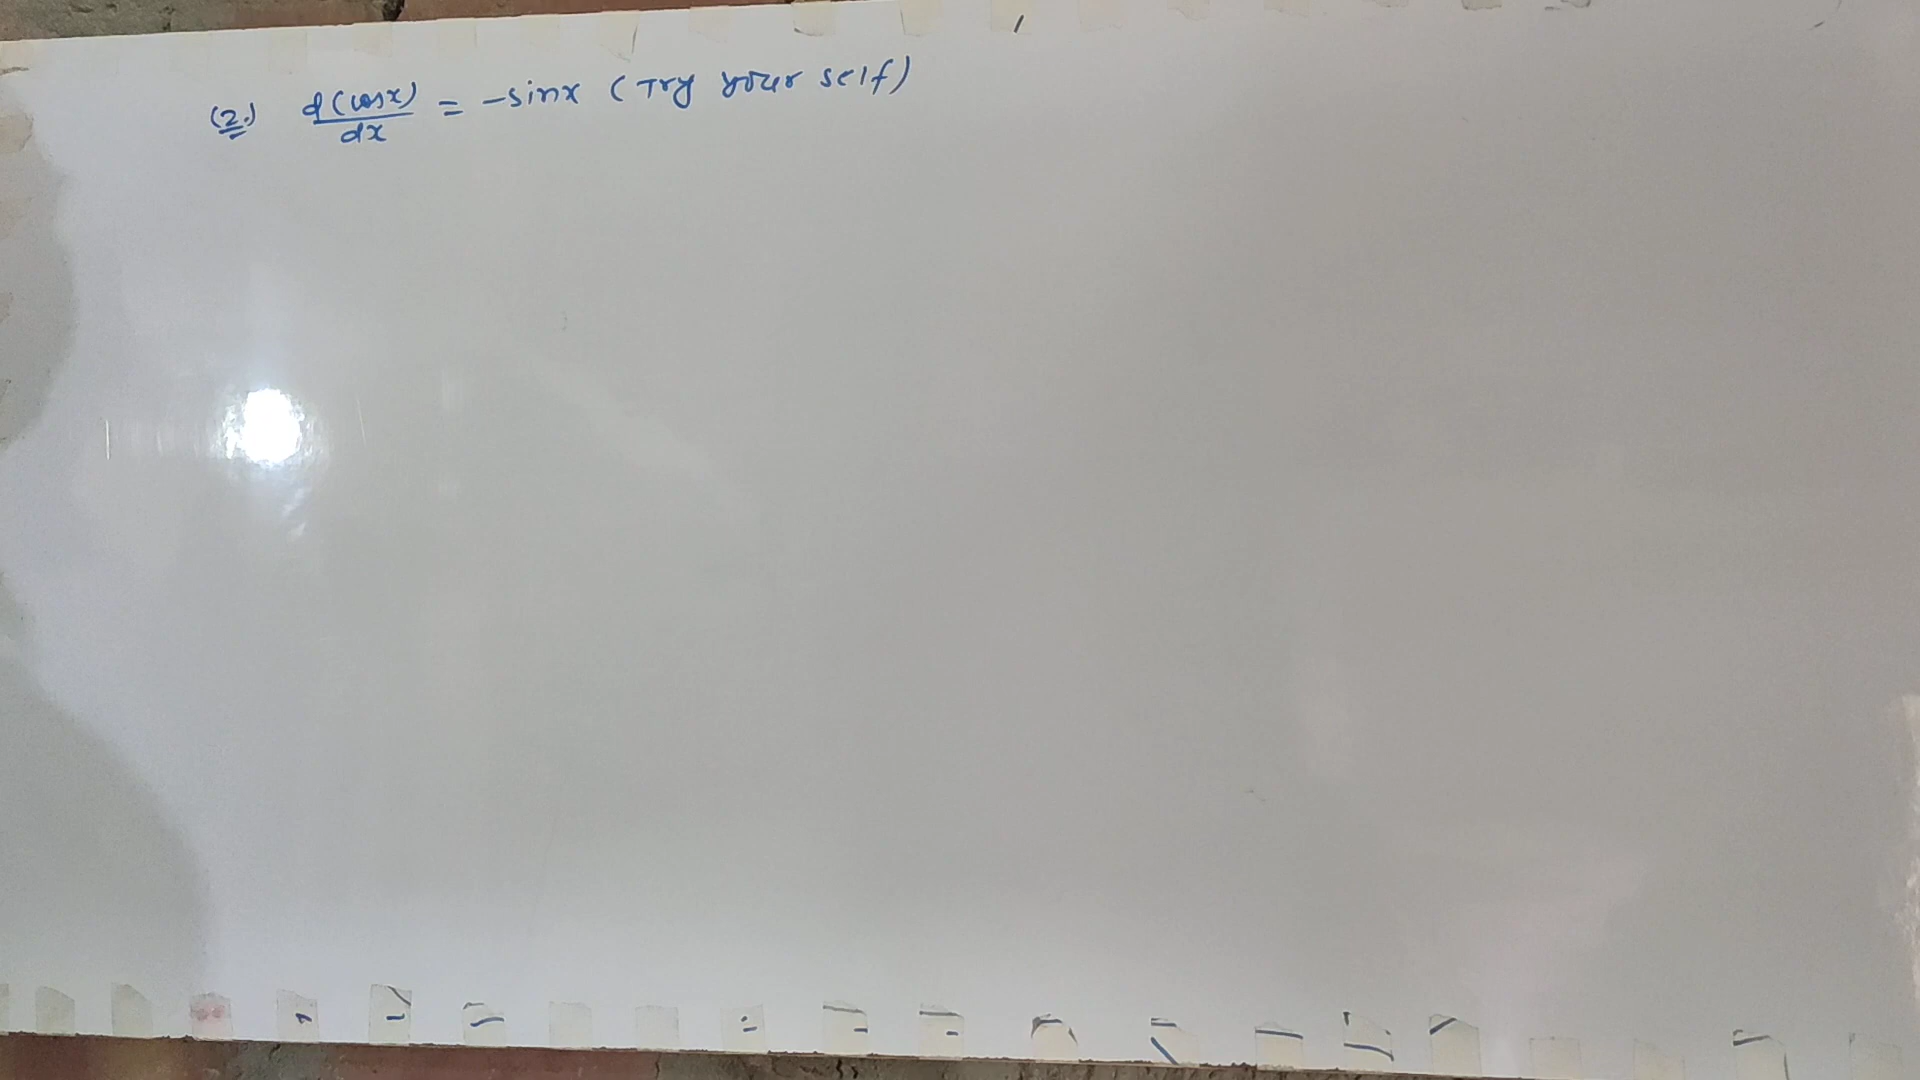 (2.) d(cosx)/dx = -sinx (Try your self)